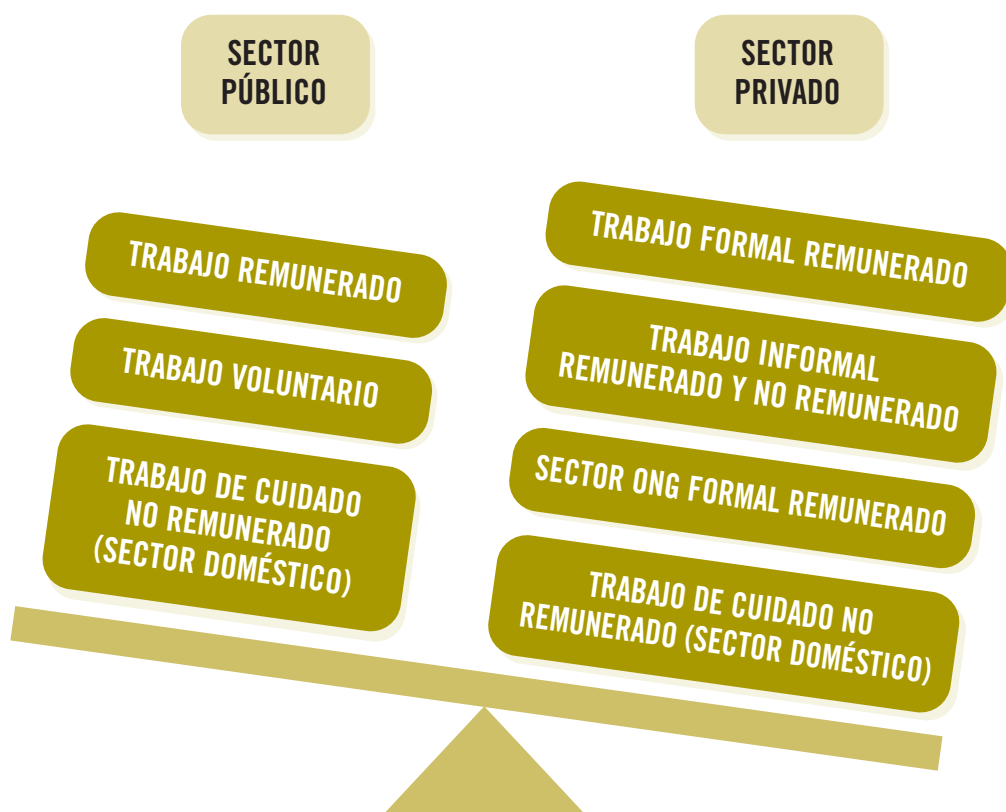 SECTOR
PÚBLICO
TRABAJO REMUNERADO
TRABAJO VOLUNTARIO
TRABAJO DE CUIDADO
NO REMUNERADO
(SECTOR DOMÉSTICO)
SECTOR
PRIVADO
TRABAJO FORMAL REMUNERADO
TRABAJO INFORMAL
REMUNERADO Y NO REMUNERADO
SECTOR ONG FORMAL REMUNERADO
TRABAJO DE CUIDADO NO
REMUNERADO (SECTOR DOMÉSTICO)